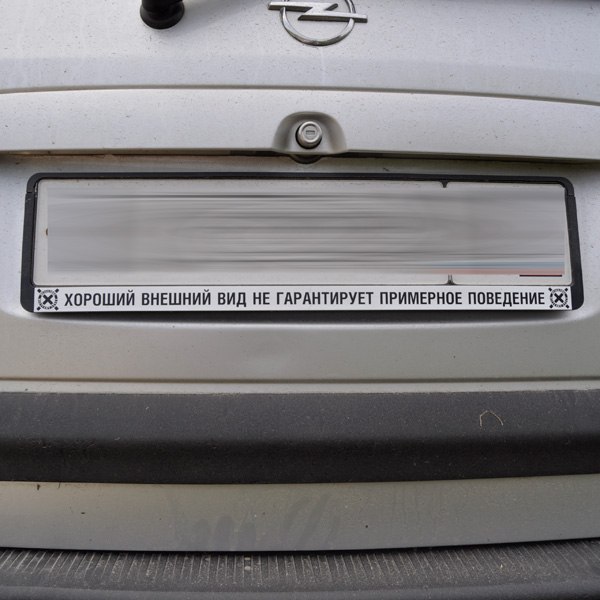 ХОРОШИЙ ВНЕШНИЙ ВИД НЕ ГАРАНТИРУЕТ ПРИМЕРНОЕ ПОВЕДЕНИЕ